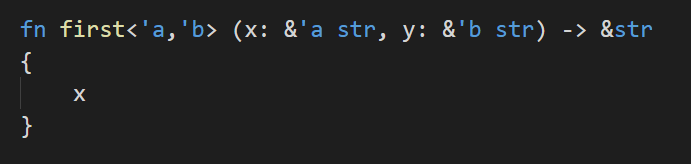 fn first<'a,'b> (x: &'a str, y: &'b str) -> &str
{
    x
}